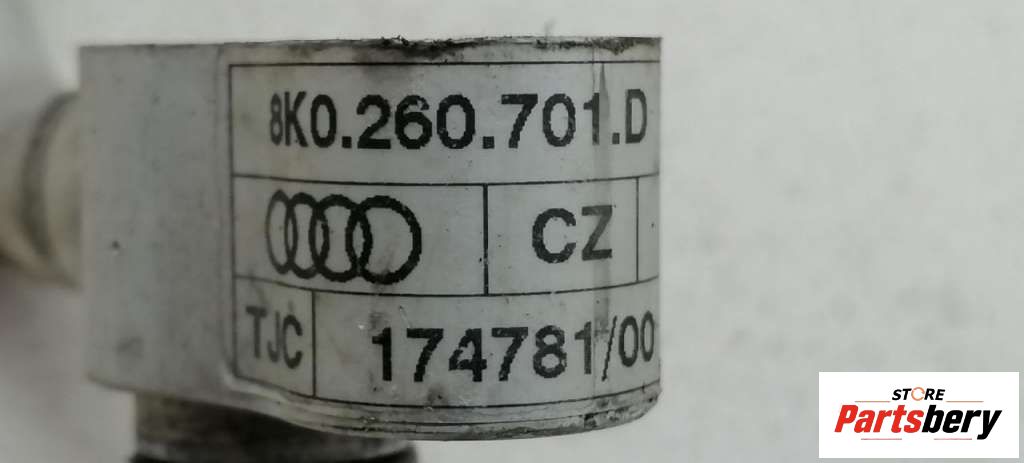 8K0.260.701.D
CZ
TJC 174781/00
STORE
Partsbery